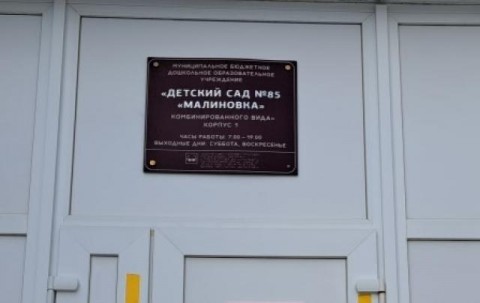 МУНИЦИПАЛЬНОЕ БЮДЖЕТНОЕ
ДОШКОЛЬНОЕ ОБРАЗОВАТЕЛЬНОЕ
УЧРЕЖДЕНИЕ
«ДЕТСКИЙ САД №85
«МАЛИНОВКА»
КОМБИНИРОВАННОГО ВИДА»
КОРПУС 1
ЧАСЫ РАБОТЫ: 7:00 - 19:00
ВЫХОДНЫЕ ДНИ: СУББОТА, ВОСКРЕСЕНЬЕ